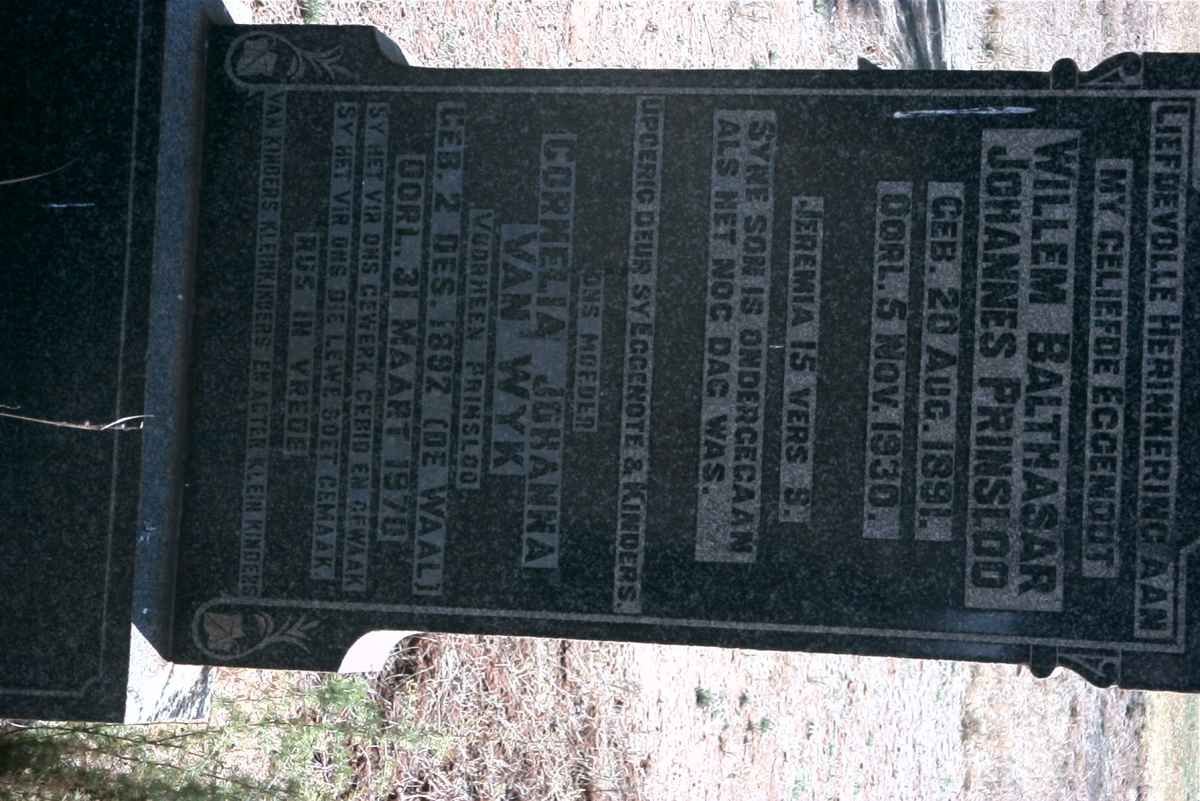 LIEFDEVOLLE HERINNERING AAN
MY GELIEFDE EGGENOOT
WILLEM BALTHASAR
JOHANNES PRINSLOO
GEB. 20 AUG. 1891.
OORL. 5 NOV. 1930.
JEREMIA 15 VERS 9.
SYNE SON IS ONDERGEGAAN
ALS HET NOG DAG WAS.
OPGERIG DEUR SY EGGENOTE & KINDERS.
ONS MOEDER
CORNELIA JOHANNA
VAN WYK
VOORHEEN PRINSLOO
GEB. 2 DES. 1892 (DE WAAL)
OORL. 31 MAART 1970
SY HET VIR ONS GEWERK GEBID EN GEWAAK
SY HET VIR ONS DIE LEWE SOET GEMAAK
RUS IN VREDE
VAN KINDERS KLEINKINDERS EN AGTER KLEIN KINDERS